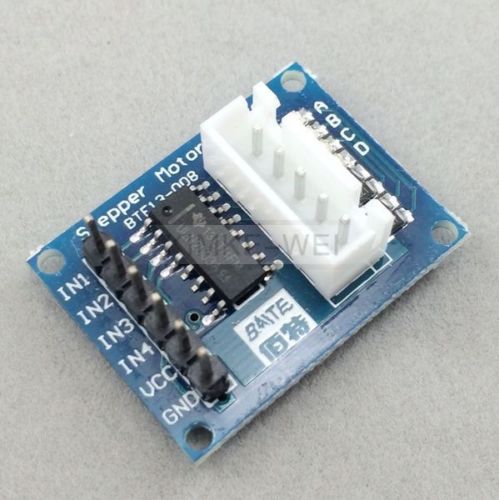 Stepper Motor
BTE13-008
A
B
C
D
IN1
IN2
IN3
IN4
VCC
GND
BAITE
佰特